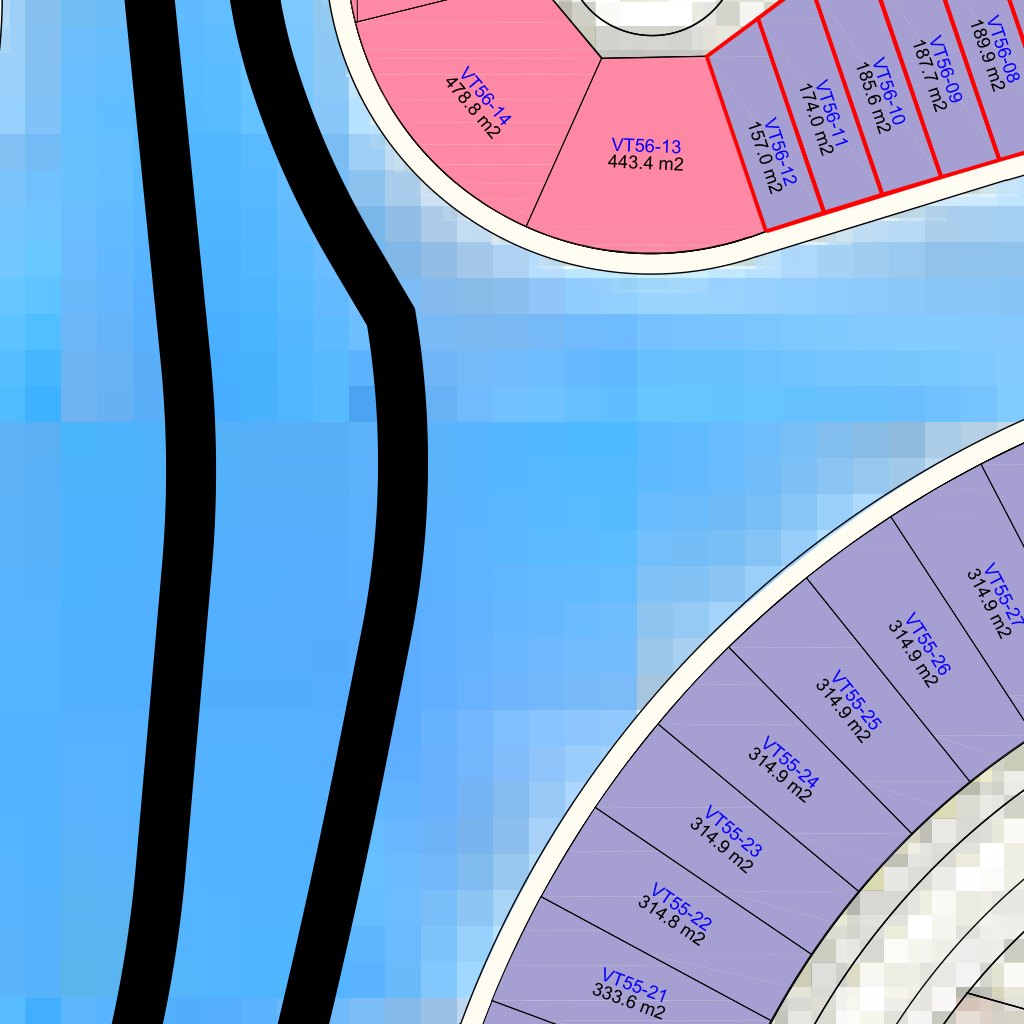 VT56-14
478.8 m2
VT56-13
443.4 m2
VT56-12
157.0 m2
VT56-11
174.0 m2
VT56-10
185.6 m2
VT56-09
187.7 m2
VT56-08
189.9 m2
VT55-27
314.9 m2
VT55-26
314.9 m2
VT55-25
314.9 m2
VT55-24
314.9 m2
VT55-23
314.9 m2
VT55-22
314.8 m2
VT55-21
333.6 m2